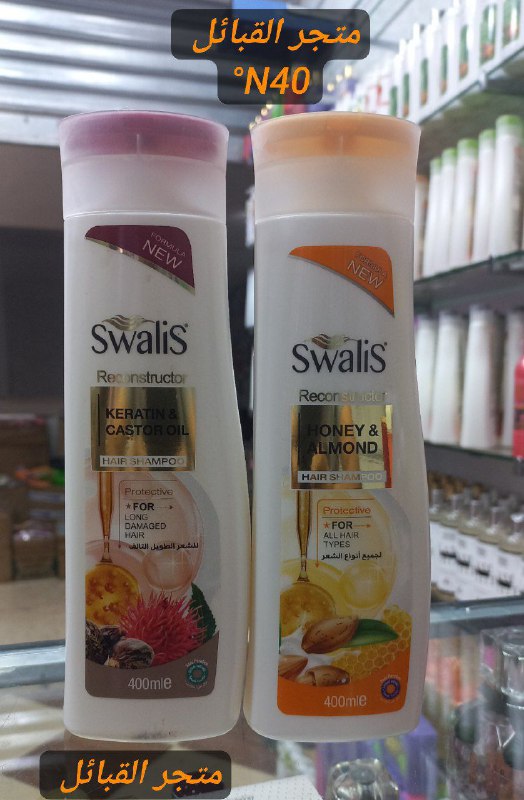 متجر القبائل
N40°
FORMULA
NEW
SwaliS
Reconstructor
KERATIN &
CASTOR OIL
HAIR SHAMPOO
Protective
FOR
LONG
DAMAGED
HAIR
للشعر الطويل التالف
400ml e
FORMULA
NEW
SwaliS
Reconstructor
HONEY &
ALMOND
HAIR SHAMPOO
Protective
FOR
ALL HAIR
TYPES
لجميع أنواع الشعر
400ml e
متجر القبائل